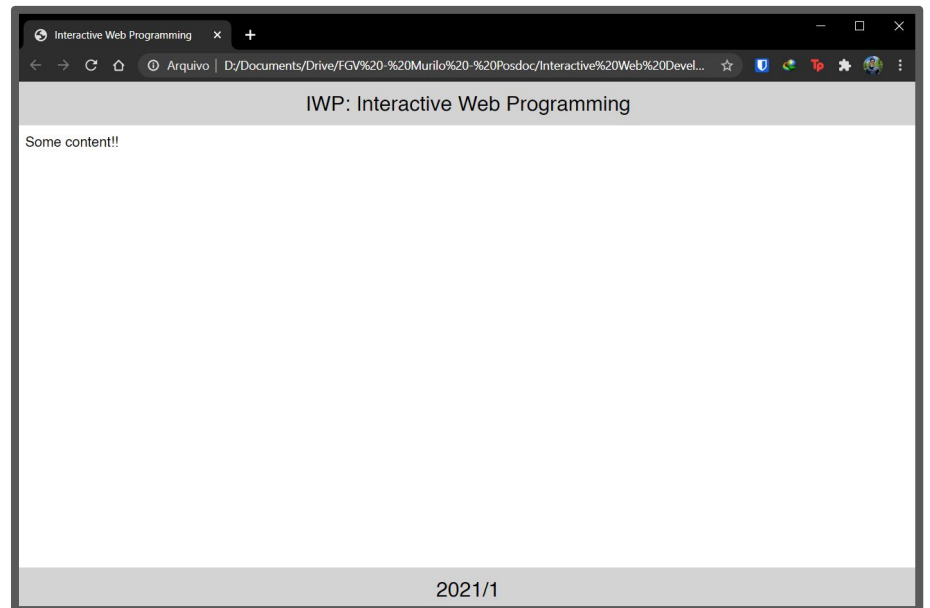 Interactive Web Programming
Arquivo | D:/Documents/Drive/FGV%20-%20Murilo%20-%20Posdoc/Interactive%20Web%20Devel...
Tp
IWP: Interactive Web Programming
Some content!!
2021/1